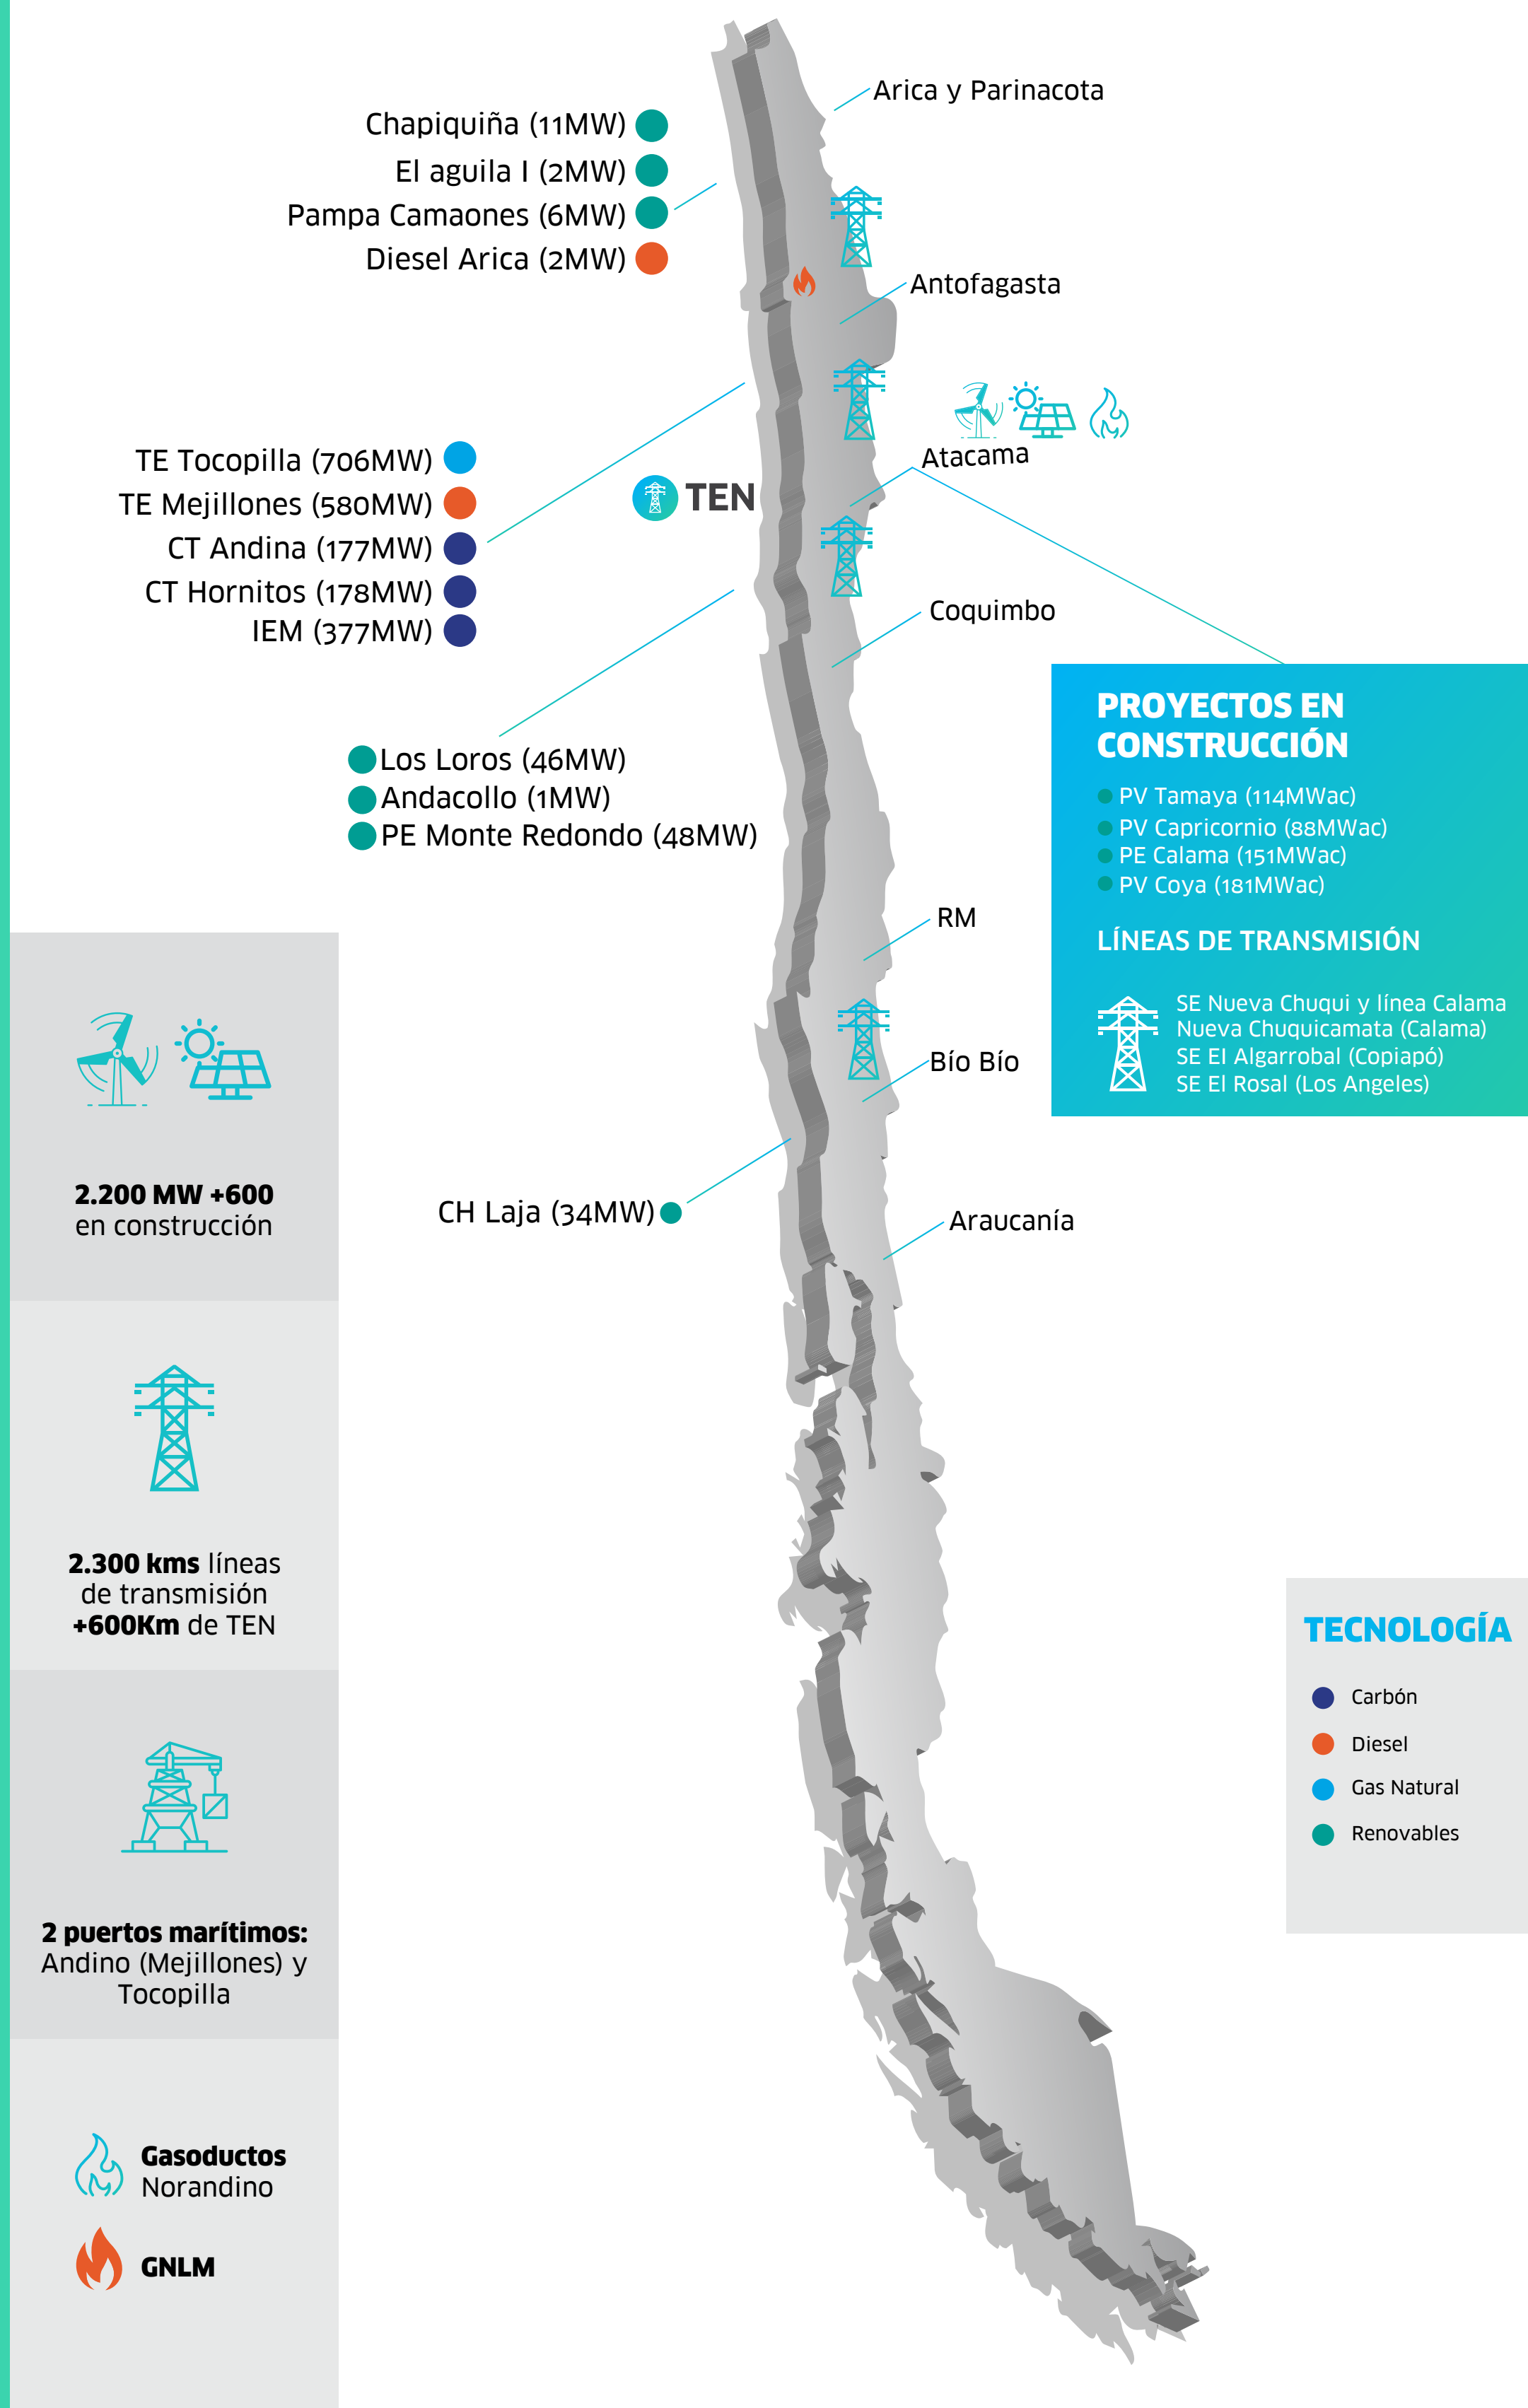 Arica y Parinacota
Chapiquiña (11MW)
El aguila I (2MW)
Pampa Camaones (6MW)
Diesel Arica (2MW)
Antofagasta
Atacama
TE Tocopilla (706MW)
TE Mejillones (580MW)
CT Andina (177MW)
CT Hornitos (178MW)
IEM (377MW)
TEN
Coquimbo
Los Loros (46MW)
Andacollo (1MW)
PE Monte Redondo (48MW)
PROYECTOS EN
CONSTRUCCIÓN
PV Tamaya (114MWac)
PV Capricornio (88MWac)
PE Calama (151MWac)
PV Coya (181MWac)
LÍNEAS DE TRANSMISIÓN
SE Nueva Chuqui y línea Calama
Nueva Chuquicamata (Calama)
SE El Algarrobal (Copiapó)
SE El Rosal (Los Angeles)
RM
Bío Bío
CH Laja (34MW)
Araucanía
2.200 MW +600
en construcción
2.300 kms líneas
de transmisión
+600Km de TEN
2 puertos marítimos:
Andino (Mejillones) y
Tocopilla
Gasoductos
Norandino
GNLM
TECNOLOGÍA
Carbón
Diesel
Gas Natural
Renovables